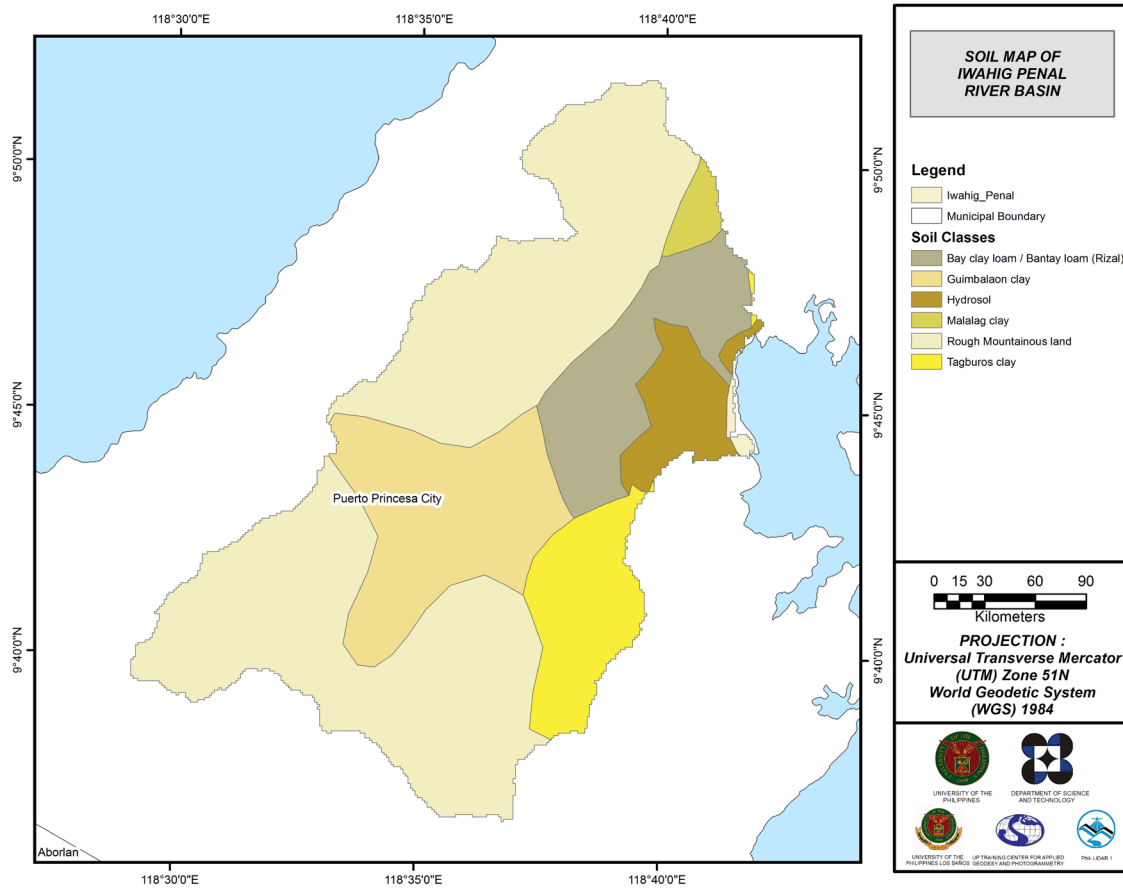 118°30'0"E
118°35'0"E
118°40'0"E
SOIL MAP OF
IWAHIG PENAL
RIVER BASIN
9°50'0"N
9°50'0"N
Legend
Iwahig_Penal
Municipal Boundary
Soil Classes
Bay clay loam / Bantay loam (Rizal)
Guimbalaon clay
Hydrosol
Malalag clay
Rough Mountainous land
Tagburos clay
9°45'0"N
9°45'0"N
Puerto Princesa City
0 15 30 60 90
Kilometers
9°40'0"N
9°40'0"N
PROJECTION :
Universal Transverse Mercator
(UTM) Zone 51N
World Geodetic System
(WGS) 1984
UNIVERSITY OF THE
PHILIPPINES
DEPARTMENT OF SCIENCE
AND TECHNOLOGY
UNIVERSITY OF THE
PHILIPPINES LOS BAÑOS
UP TRAINING CENTER FOR APPLIED
GEODESY AND PHOTOGRAMMETRY
Phil- LiDAR 1
Aborlan
118°30'0"E
118°35'0"E
118°40'0"E